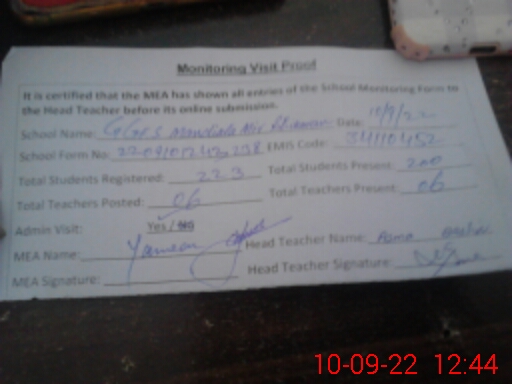 Monitoring Visit Proof
It is certified that the MEA has shown all entries of the School Monitoring Form to
the Head Teacher before its online submission.
School Name: Date:
School Form No: EMIS Code: 34110452
Total Students Registered: 223 Total Students Present: 200
Total Teachers Posted: 06 Total Teachers Present: 06
Admin Visit: Yes / No
MEA Name: Head Teacher Name: Asma
MEA Signature: Head Teacher Signature:
10-09-22 12:44